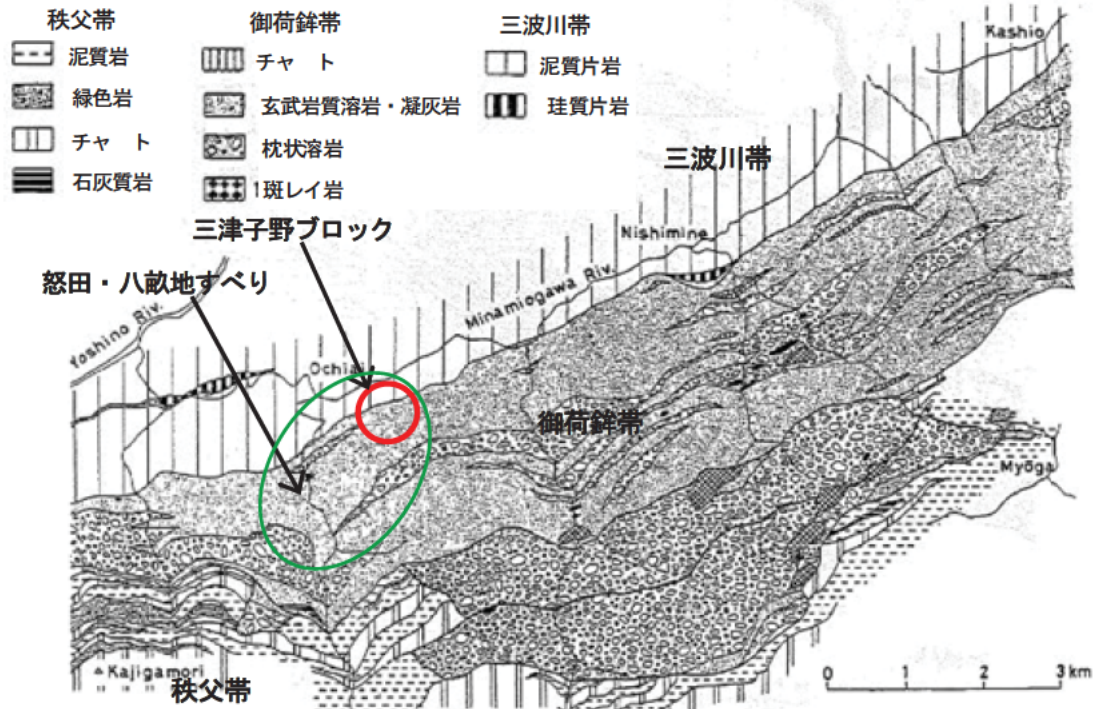 秩父帯
泥質岩
緑色岩
チャ ート
石灰質岩
御荷鉾帯
チャ ート
玄武岩質溶岩・凝灰岩
枕状溶岩
斑レイ岩
三波川帯
泥質片岩
珪質片岩
Kashio
三波川帯
三津子野ブロック
Nishimine
怒田・八畝地すべり
Minamiogawa Riv.
Yoshino Riv.
Ochiai
御荷鉾帯
Myōga
Kajigamori
秩父帯
0 1 2 3 km